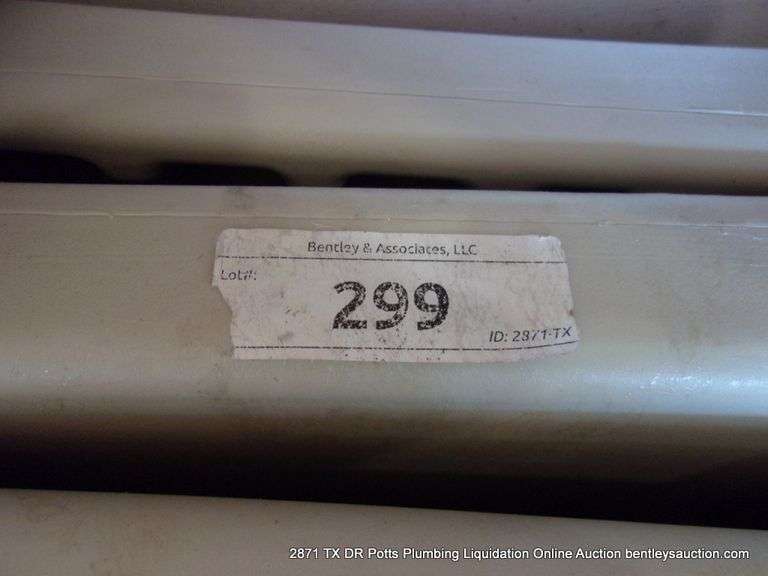 Bentley & Associates, LLC
Lot#:
299
ID: 2871-TX
2871 TX DR Potts Plumbing Liquidation Online Auction bentleysauction.com